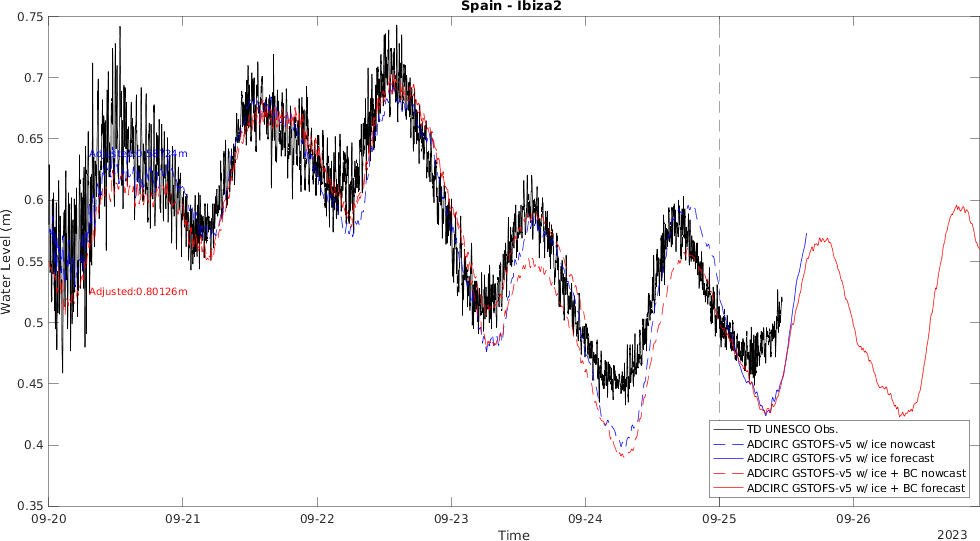 Spain - Ibiza2
0.75
0.7
0.65
0.6
0.55
0.5
0.45
0.4
0.35
Water Level (m)
Adjusted:0.80126m
TD UNESCO Obs.
ADCIRC GSTOFS-v5 w/ ice nowcast
ADCIRC GSTOFS-v5 w/ ice forecast
ADCIRC GSTOFS-v5 w/ ice + BC nowcast
ADCIRC GSTOFS-v5 w/ ice + BC forecast
09-20 09-21 09-22 09-23 09-24 09-25 09-26
Time
2023